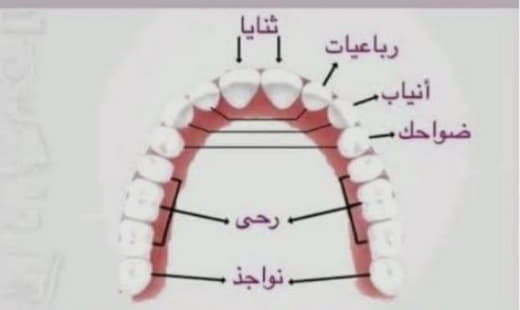 ثنايا
رباعيات
أنياب
ضواحك
رحى
نواجذ